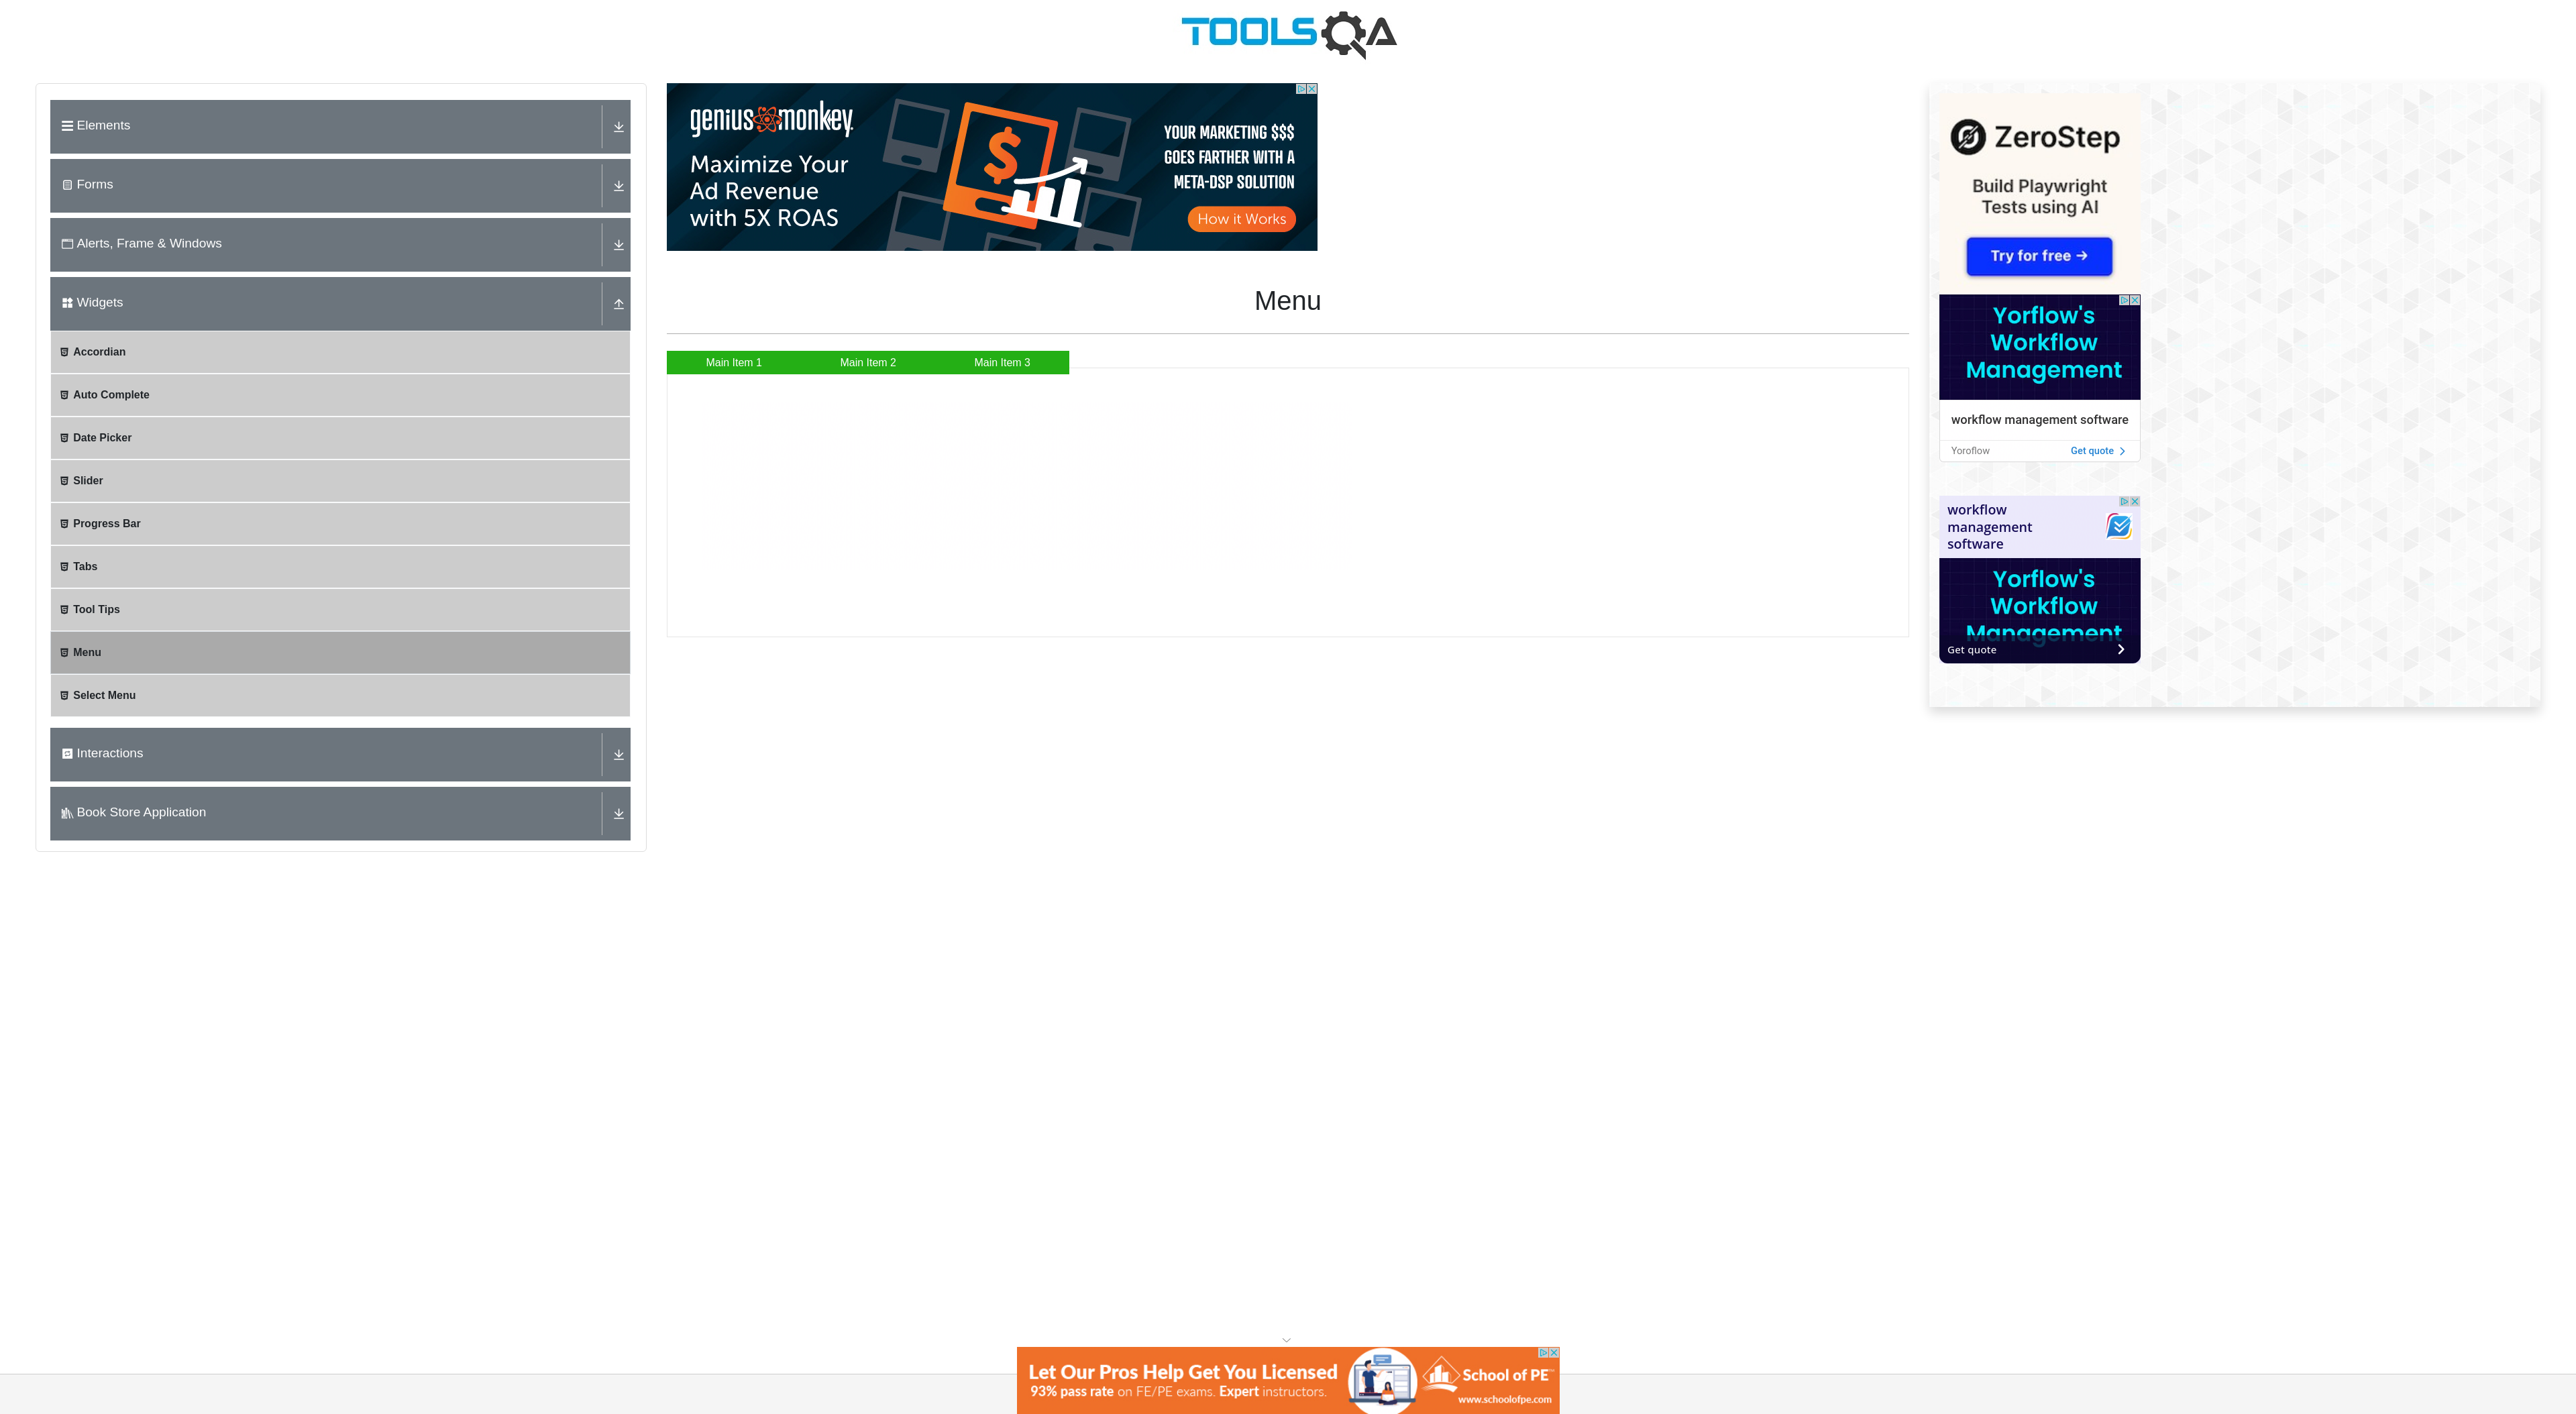 TOOLSQA
Elements
Forms
Alerts, Frame & Windows
Widgets
Accordian
Auto Complete
Date Picker
Slider
Progress Bar
Tabs
Tool Tips
Menu
Select Menu
Interactions
Book Store Application
genius monkey
Maximize Your
Ad Revenue
with 5X ROAS
$
YOUR MARKETING $$$
GOES FARTHER WITH A
META-DSP SOLUTION
How it Works
Menu
Main Item 1
Main Item 2
Main Item 3
ZeroStep
Build Playwright
Tests using AI
Try for free →
Yorflow's
Workflow
Management
workflow management software
Yoroflow
Get quote
workflow
management
software
Yorflow's
Workflow
Management
Get quote
Let Our Pros Help Get You Licensed
93% pass rate on FE/PE exams. Expert instructors.
School of PE™
www.schoolofpe.com